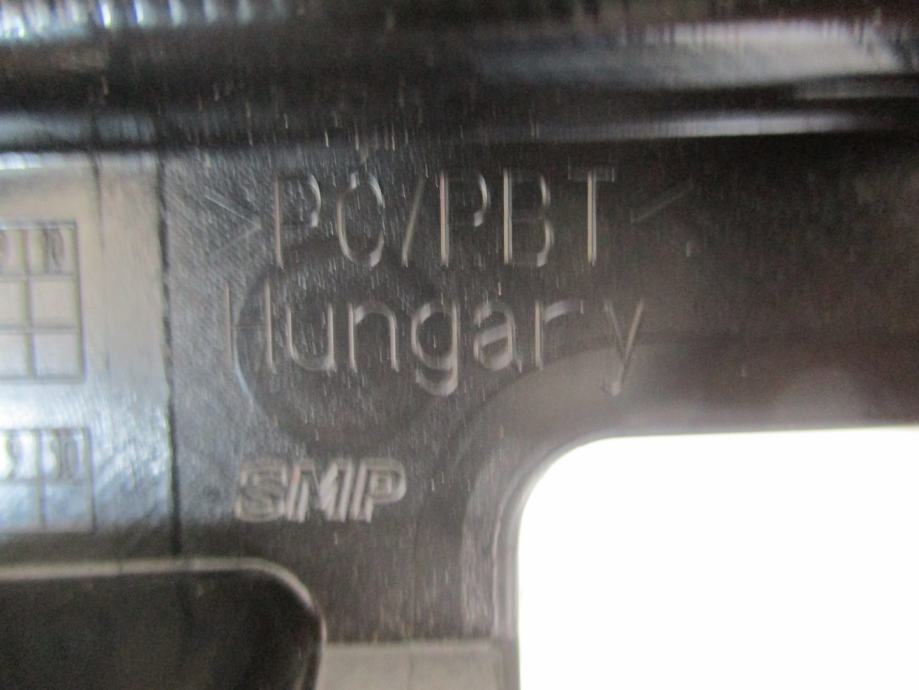 >PC/PBT<
Hungary
SMP